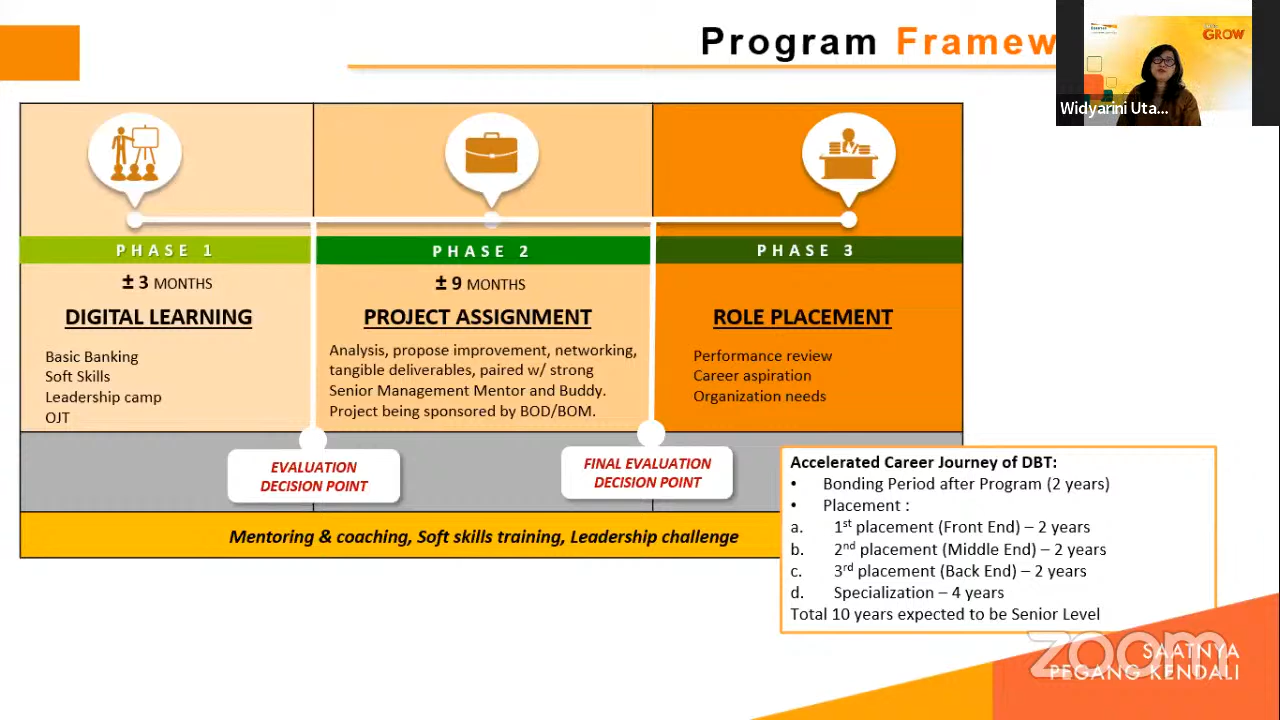 Program Framew
GROW
Widyarini Uta...
PHASE 1
± 3 MONTHS
DIGITAL LEARNING
Basic Banking
Soft Skills
Leadership camp
OJT
PHASE 2
± 9 MONTHS
PROJECT ASSIGNMENT
Analysis, propose improvement, networking,
tangible deliverables, paired w/ strong
Senior Management Mentor and Buddy.
Project being sponsored by BOD/BOM.
PHASE 3
ROLE PLACEMENT
Performance review
Career aspiration
Organization needs
EVALUATION
DECISION POINT
FINAL EVALUATION
DECISION POINT
Mentoring & coaching, Soft skills training, Leadership challenge
Accelerated Career Journey of DBT:
• Bonding Period after Program (2 years)
• Placement :
a. 1st placement (Front End) – 2 years
b. 2nd placement (Middle End) – 2 years
c. 3rd placement (Back End) – 2 years
d. Specialization – 4 years
Total 10 years expected to be Senior Level
zoom
SAATNYA
PEGANG KENDALI